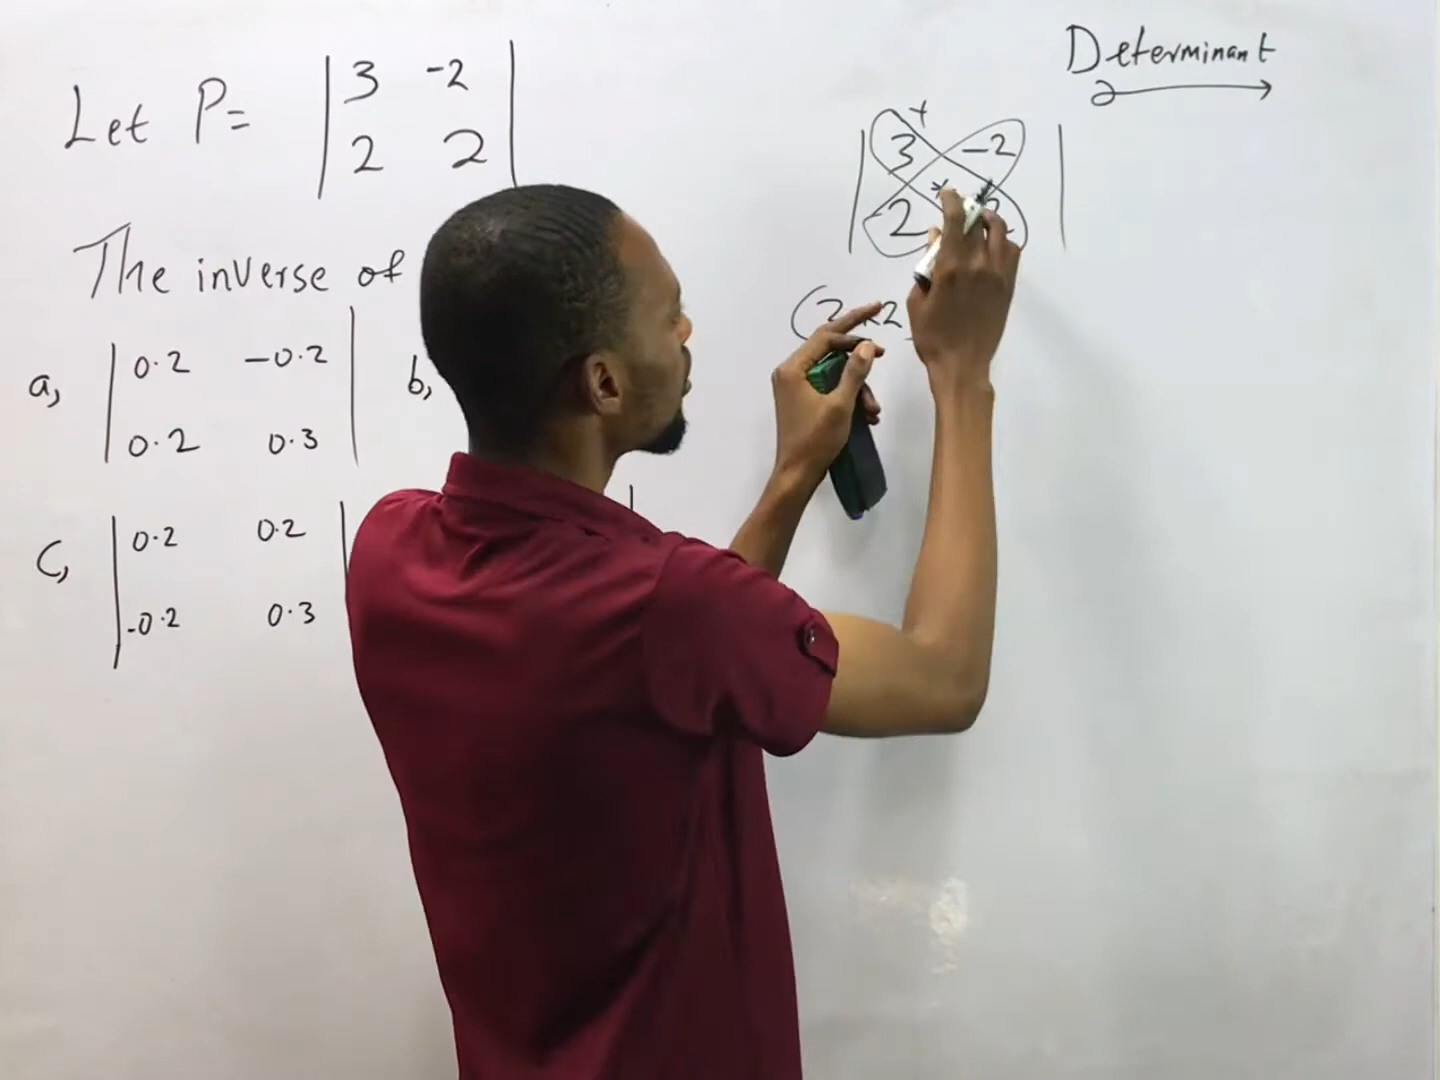 Let P= | 3 -2 |
| 2 2 |
The inverse of
a, | 0.2 -0.2 |
| 0.2 0.3 |
b,
c, | 0.2 0.2 |
| -0.2 0.3 |
Determinant
| 3 -2 |
| 2 2 |